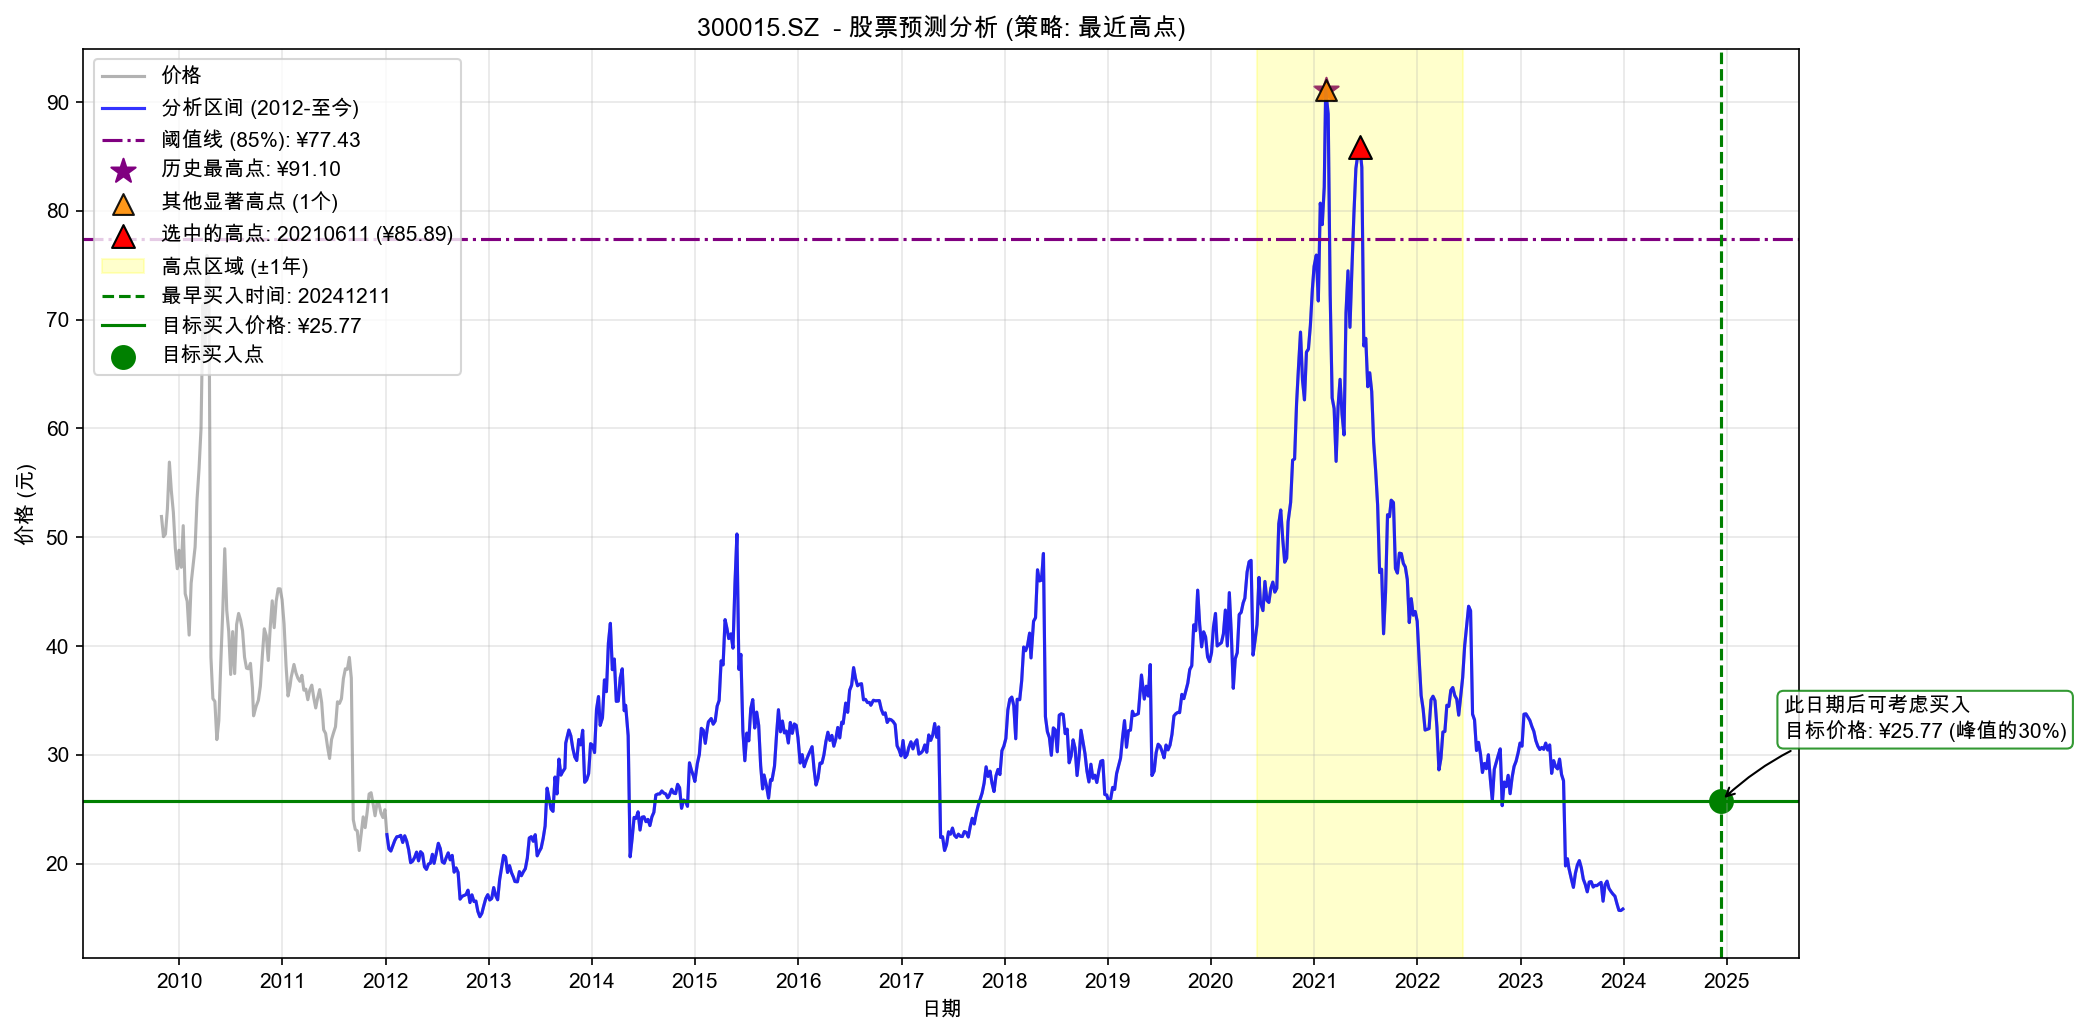 300015.SZ - 股票预测分析 (策略: 最近高点)
价格
分析区间 (2012-至今)
阈值线 (85%): ¥77.43
历史最高点: ¥91.10
其他显著高点 (1个)
选中的高点: 20210611 (¥85.89)
高点区域 (±1年)
最早买入时间: 20241211
目标买入价格: ¥25.77
目标买入点
价格 (元)
90
80
70
60
50
40
30
20
此日期后可考虑买入
目标价格: ¥25.77 (峰值的30%)
2010 2011 2012 2013 2014 2015 2016 2017 2018 2019 2020 2021 2022 2023 2024 2025
日期